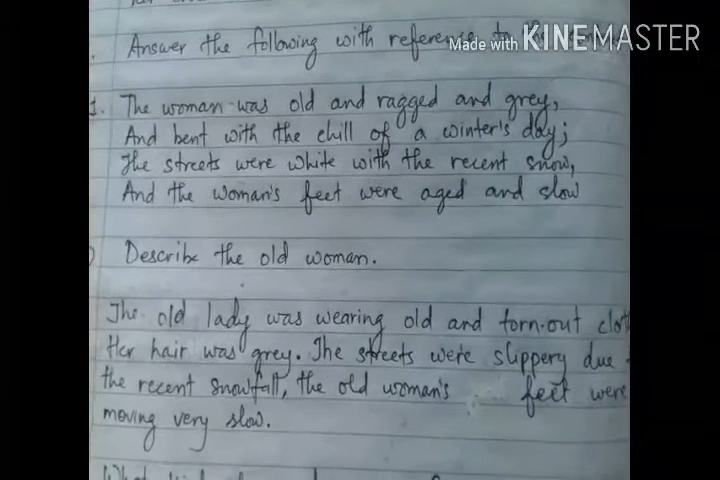 Answer the following with reference to the
Made with KINEMASTER
1. The woman was old and ragged and grey,
And bent with the chill of a winter's day;
The streets were white with the recent snow,
And the woman's feet were aged and slow
Describe the old woman.
The old lady was wearing old and torn-out
Her hair was grey. The streets were slippery due
the recent snowfall, the old woman's feet were
moving very slow.